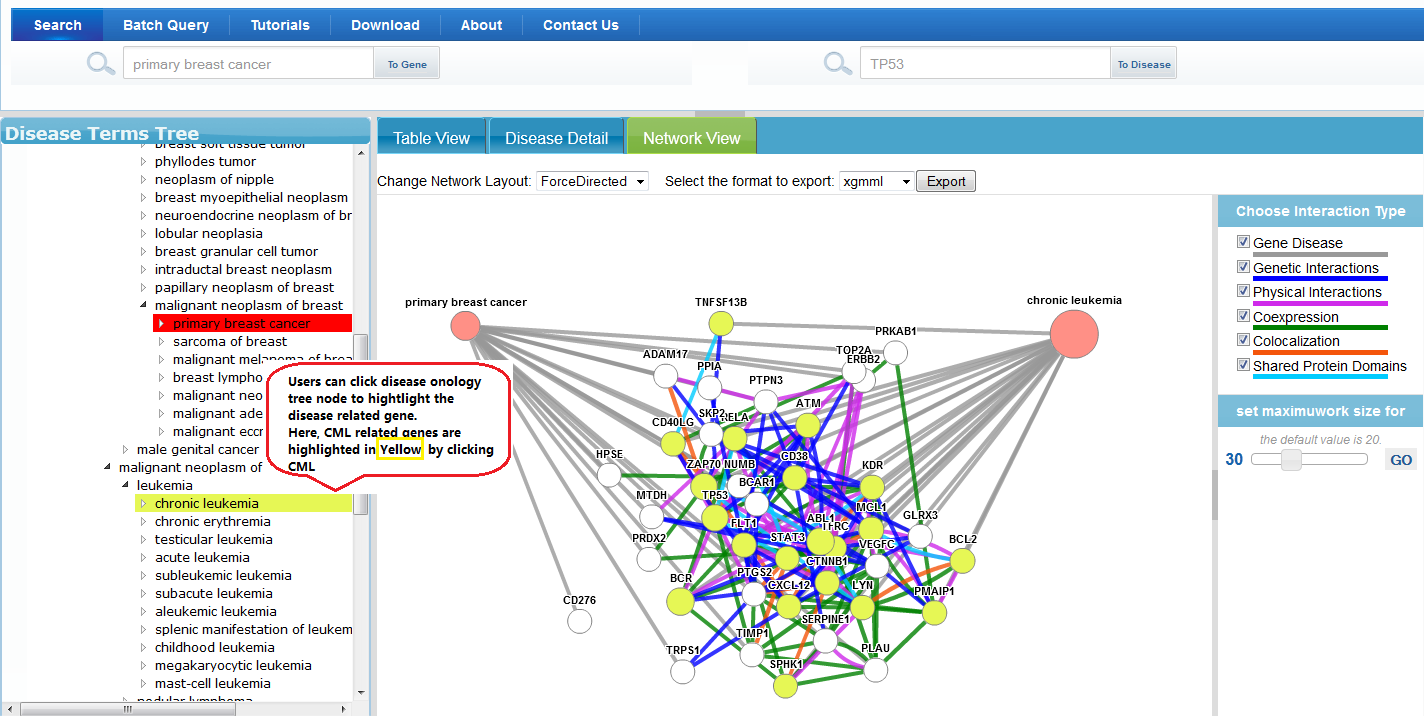 Search
Batch Query
Tutorials
Download
About
Contact Us
primary breast cancer
To Gene
TP53
To Disease
Disease Terms Tree
breast soft tissue tumor
phyllodes tumor
neoplasm of nipple
breast myoepithelial neoplasm
neuroendocrine neoplasm of br
lobular neoplasia
breast granular cell tumor
intraductal breast neoplasm
papillary neoplasm of breast
malignant neoplasm of breast
primary breast cancer
sarcoma of breast
malignant melanoma of brea
breast lympho
malignant neo
malignant ade
malignant eccr
male genital cancer
malignant neoplasm of
leukemia
chronic leukemia
chronic erythremia
testicular leukemia
acute leukemia
subleukemic leukemia
subacute leukemia
aleukemic leukemia
splenic manifestation of leukem
childhood leukemia
megakaryocytic leukemia
mast-cell leukemia
nodular lymphoma
Users can click disease onology
tree node to hightlight the
disease related gene.
Here, CML related genes are
highlighted in Yellow by clicking
CML
Table View
Disease Detail
Network View
Change Network Layout:
ForceDirected
Select the format to export:
xgmml
Export
primary breast cancer
TNFSF13B
chronic leukemia
PRKAB1
ADAM17
TOP2A
ERBB2
PPIA
PTPN3
ATM
SKP2
RELA
CD40LG
HPSE
ZAP70
NUMB
GD38
KDR
MTDH
TP53
BCAR1
MCL1
PRDX2
FLT1
STAT3
ABL1
TFRC
GLRX3
VEGFC
BCL2
BCR
PTGS2
CTNNB1
CXCL12
LYN
PMAIP1
CD276
SERPINE1
TIMP1
TRPS1
SPHK1
PLAU
Choose Interaction Type
Gene Disease
Genetic Interactions
Physical Interactions
Coexpression
Colocalization
Shared Protein Domains
set maximuwork size for
the default value is 20.
30
GO